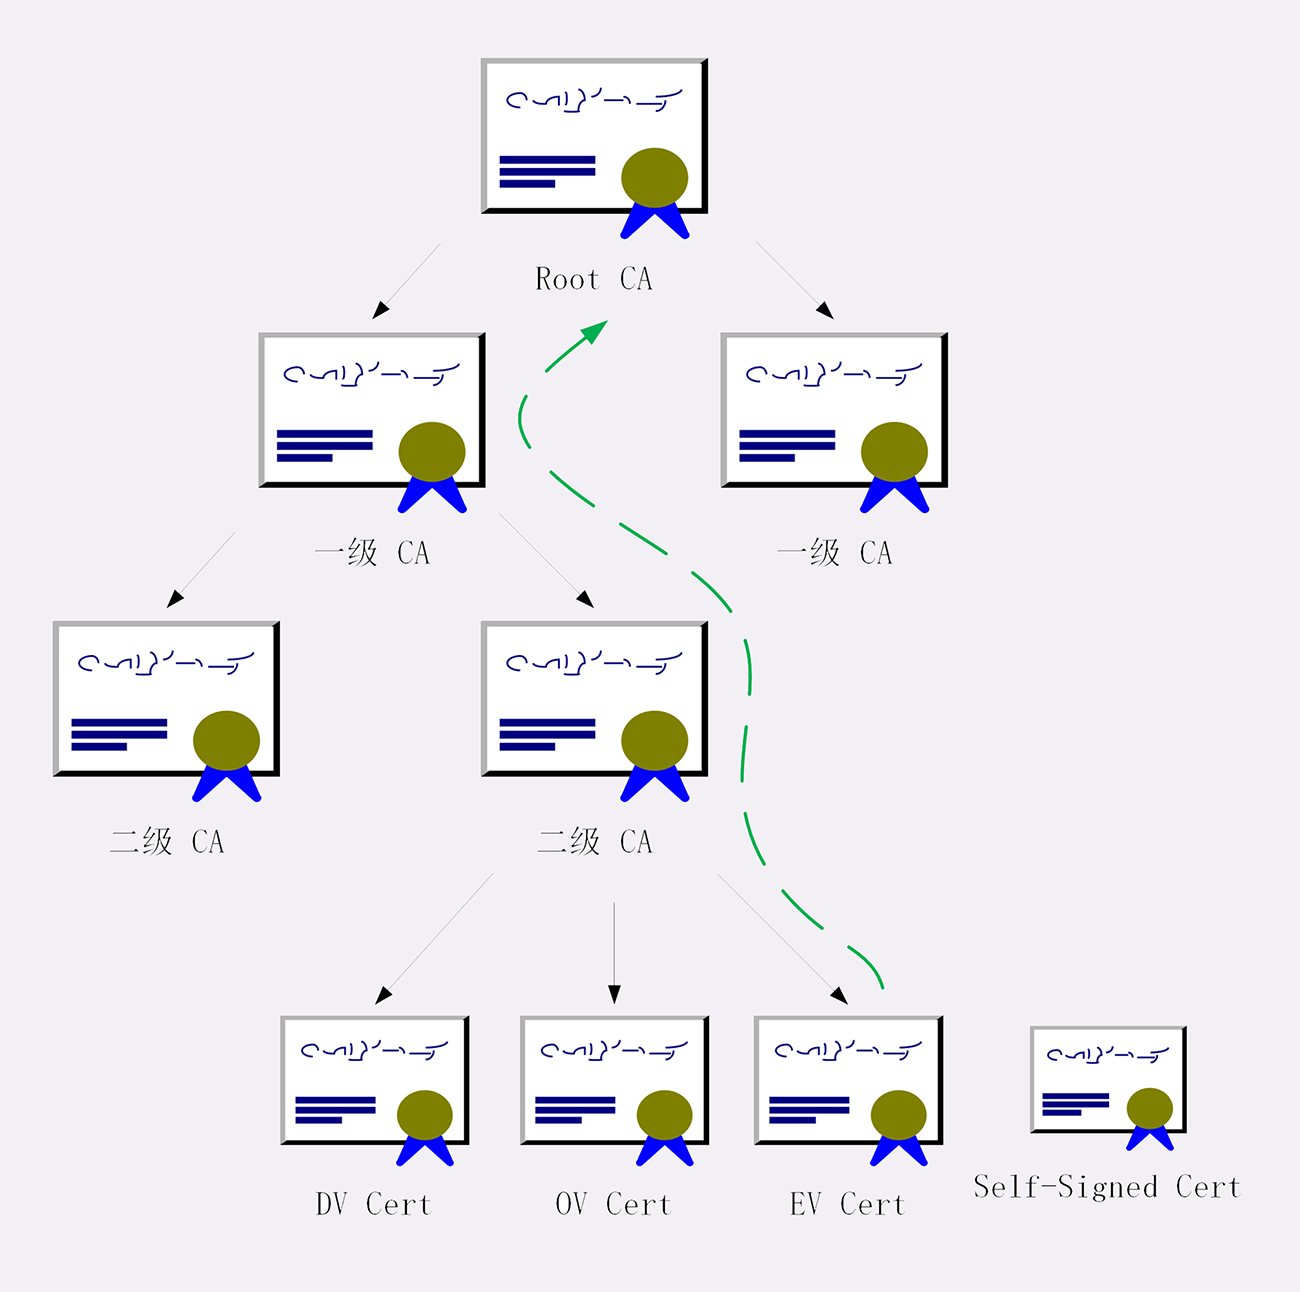 Root CA
一级 CA
一级 CA
二级 CA
二级 CA
DV Cert
OV Cert
EV Cert
Self-Signed Cert